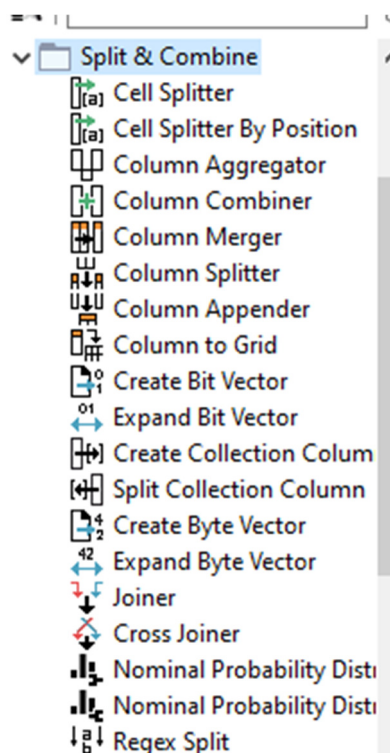 Split & Combine
Cell Splitter
Cell Splitter By Position
Column Aggregator
Column Combiner
Column Merger
Column Splitter
Column Appender
Column to Grid
Create Bit Vector
Expand Bit Vector
Create Collection Colum
Split Collection Column
Create Byte Vector
Expand Byte Vector
Joiner
Cross Joiner
Nominal Probability Distr
Nominal Probability Distr
Regex Split